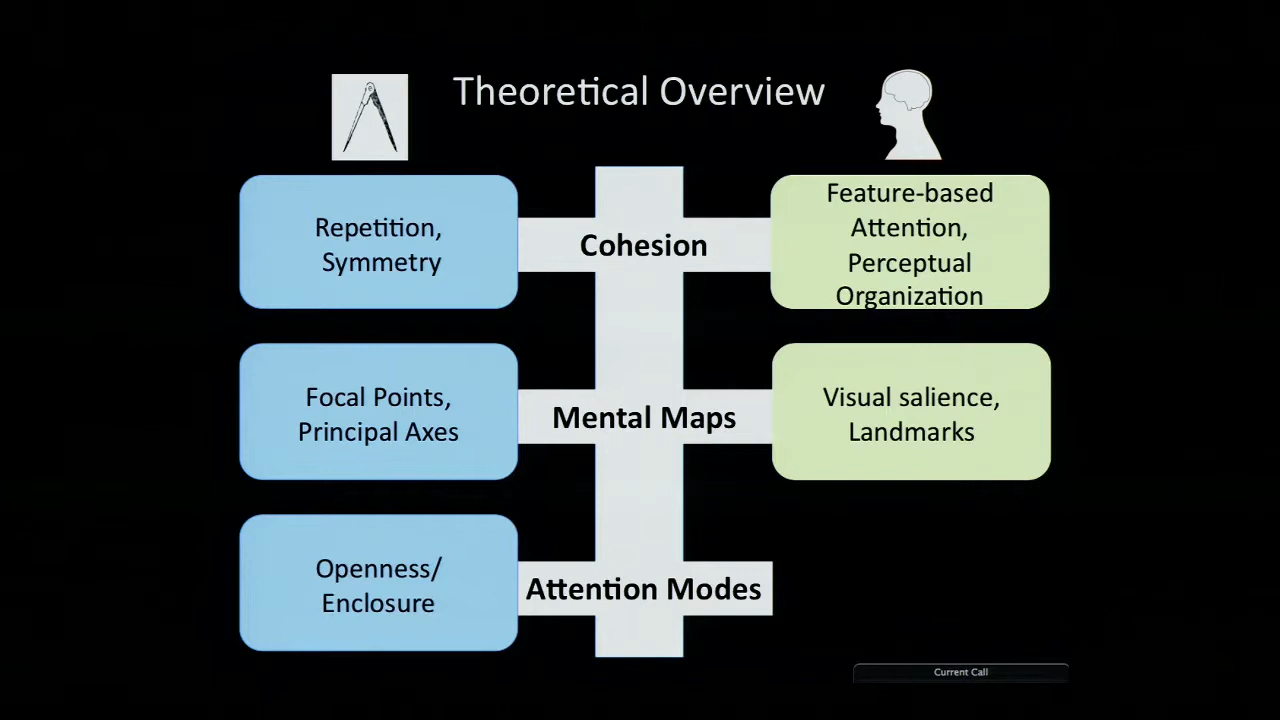 Theoretical Overview
Repetition,
Symmetry
Cohesion
Feature-based
Attention,
Perceptual
Organization
Focal Points,
Principal Axes
Mental Maps
Visual salience,
Landmarks
Openness/
Enclosure
Attention Modes
Current Call